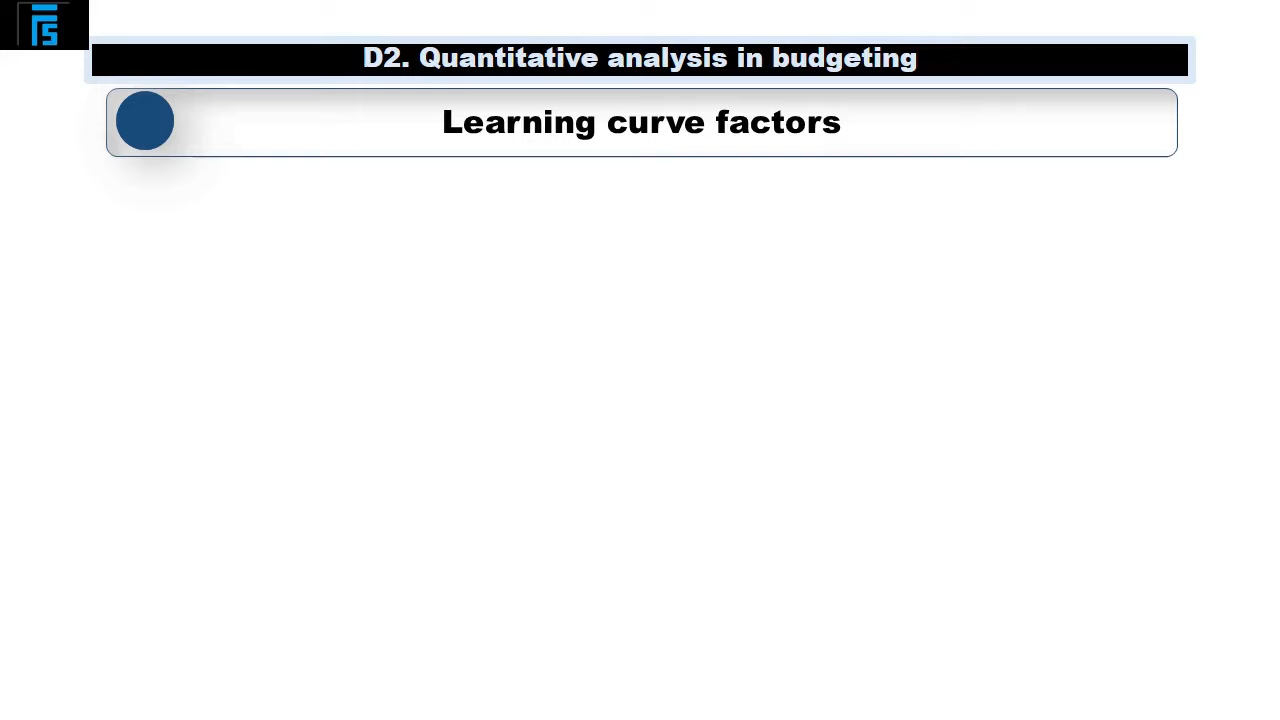 D2. Quantitative analysis in budgeting
Learning curve factors